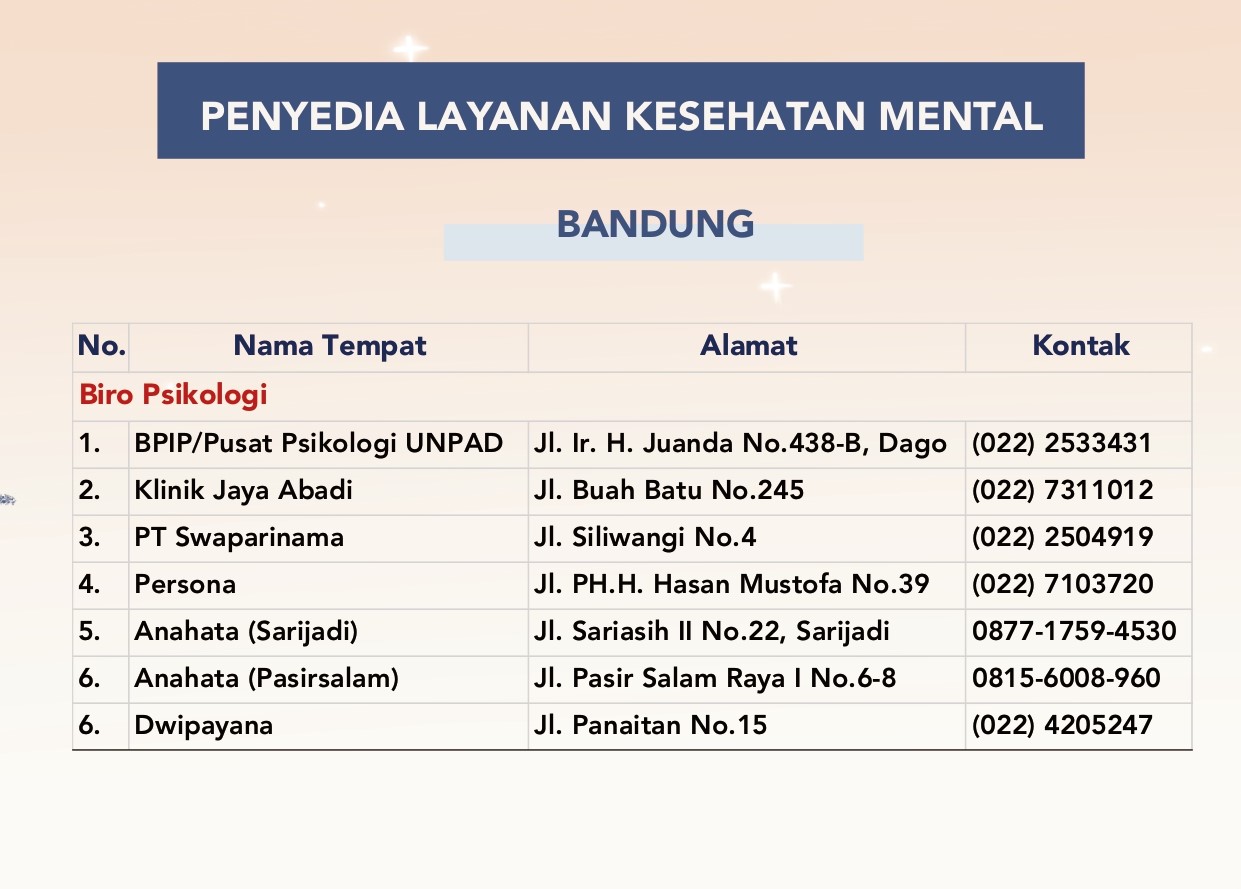 PENYEDIA LAYANAN KESEHATAN MENTAL
BANDUNG
No. Nama Tempat Alamat Kontak
Biro Psikologi
1. BPIP/Pusat Psikologi UNPAD Jl. Ir. H. Juanda No.438-B, Dago (022) 2533431
2. Klinik Jaya Abadi Jl. Buah Batu No.245 (022) 7311012
3. PT Swaparinama Jl. Siliwangi No.4 (022) 2504919
4. Persona Jl. PH.H. Hasan Mustofa No.39 (022) 7103720
5. Anahata (Sarijadi) Jl. Sariasih II No.22, Sarijadi 0877-1759-4530
6. Anahata (Pasirsalam) Jl. Pasir Salam Raya I No.6-8 0815-6008-960
6. Dwipayana Jl. Panaitan No.15 (022) 4205247